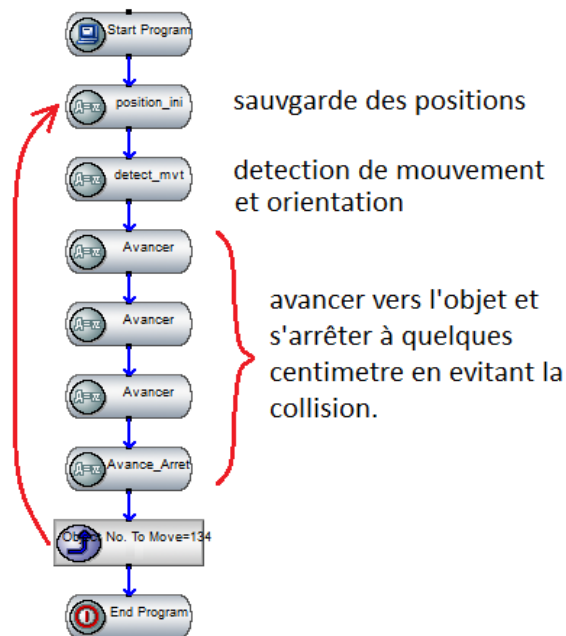 Start Program
position_ini
sauvgarde des positions
detect_mvt
detection de mouvement
et orientation
Avancer
Avancer
Avancer
Avance_Arret
avancer vers l'objet et
s'arrêter à quelques
centimetre en evitant la
collision.
Object No. To Move=134
End Program